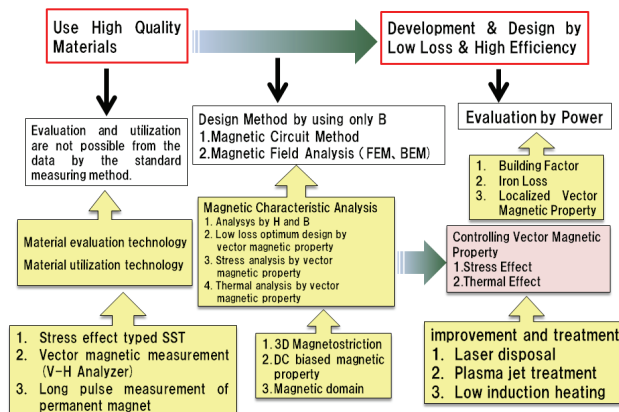 Use High Quality
Materials
Development & Design by
Low Loss & High Efficiency
Evaluation and utilization
are not possible from the
data by the standard
measuring method.
Design Method by using only B
1.Magnetic Circuit Method
2.Magnetic Field Analysis (FEM、BEM)
Evaluation by Power
1. Building Factor
2. Iron Loss
3. Localized Vector
Magnetic Property
Material evaluation technology
Material utilization technology
Magnetic Characteristic Analysis
1. Analysys by H and B
2. Low loss optimum design by
vector magnetic property
3. Stress analysis by vector
magnetic property
4. Thermal analysis by vector
magnetic property
Controlling Vector Magnetic
Property
1.Stress Effect
2.Thermal Effect
1. Stress effect typed SST
2. Vector magnetic measurement
(V-H Analyzer)
3. Long pulse measurement of
permanent magnet
1.3D Magnetostriction
2.DC biased magnetic
property
3.Magnetic domain
improvement and treatment
1. Laser disposal
2. Plasma jet treatment
3. Low induction heating